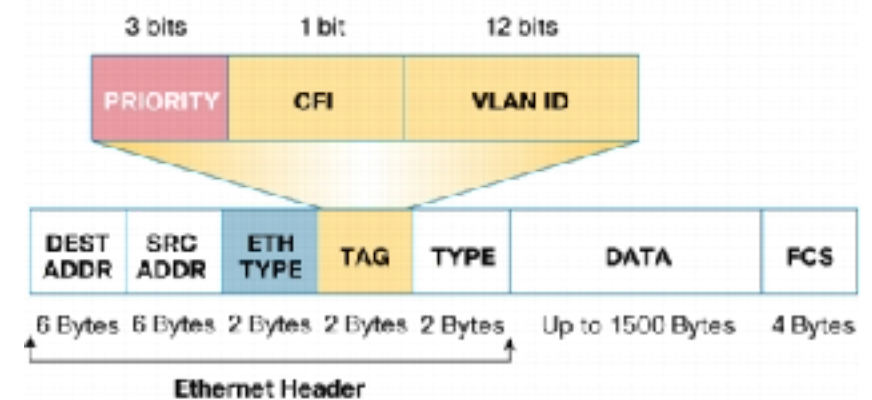 3 bits 1 bit 12 bits
PRIORITY CFI VLAN ID
DEST ADDR SRC ADDR ETH TYPE TAG TYPE DATA FCS
6 Bytes 6 Bytes 2 Bytes 2 Bytes 2 Bytes Up to 1500 Bytes 4 Bytes
Ethernet Header